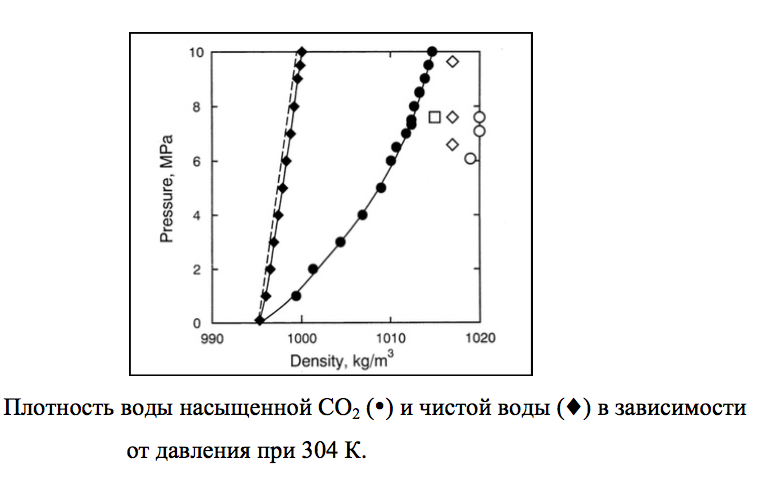 10
8
6
4
2
0
Pressure, MPa
990 1000 1010 1020
Density, kg/m³
Плотность воды насыщенной CO₂ (•) и чистой воды (♦) в зависимости
от давления при 304 К.